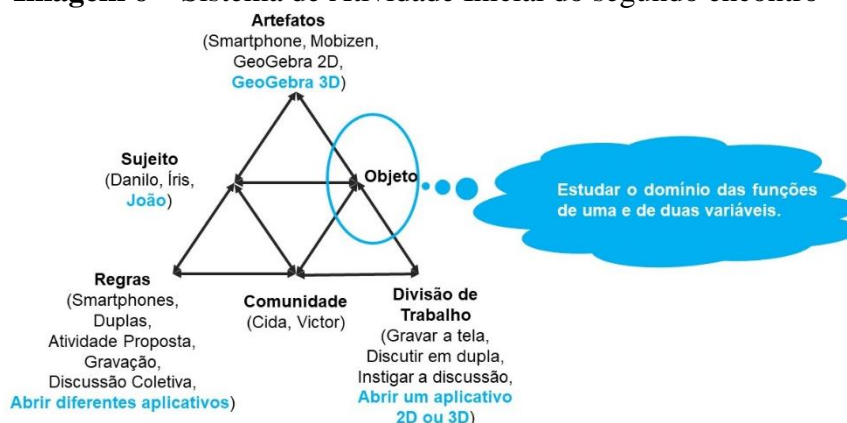 Artefatos
(Smartphone, Mobizen,
GeoGebra 2D,
GeoGebra 3D)
Sujeito
(Danilo, Íris,
João)
Objeto
Estudar o domínio das funções
de uma e de duas variáveis.
Regras
(Smartphones,
Duplas,
Atividade Proposta,
Gravação,
Discussão Coletiva,
Abrir diferentes aplicativos)
Comunidade
(Cida, Victor)
Divisão de
Trabalho
(Gravar a tela,
Discutir em dupla,
Instigar a discussão,
Abrir um aplicativo
2D ou 3D)